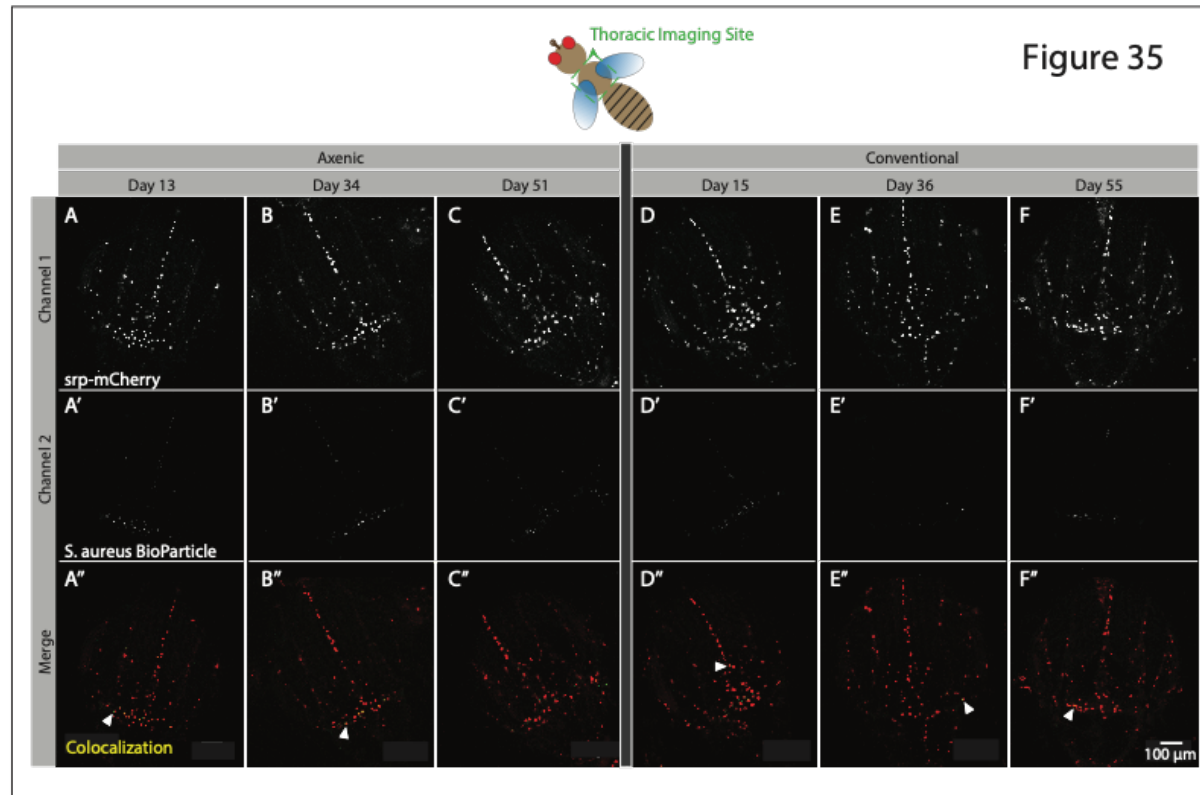 Thoracic Imaging Site
Figure 35
Axenic
Conventional
Day 13
Day 34
Day 51
Day 15
Day 36
Day 55
Channel 1
A
B
C
D
E
F
srp-mCherry
Channel 2
A'
B'
C'
D'
E'
F'
S. aureus BioParticle
Merge
A"
B"
C"
D"
E"
F"
Colocalization
100 µm